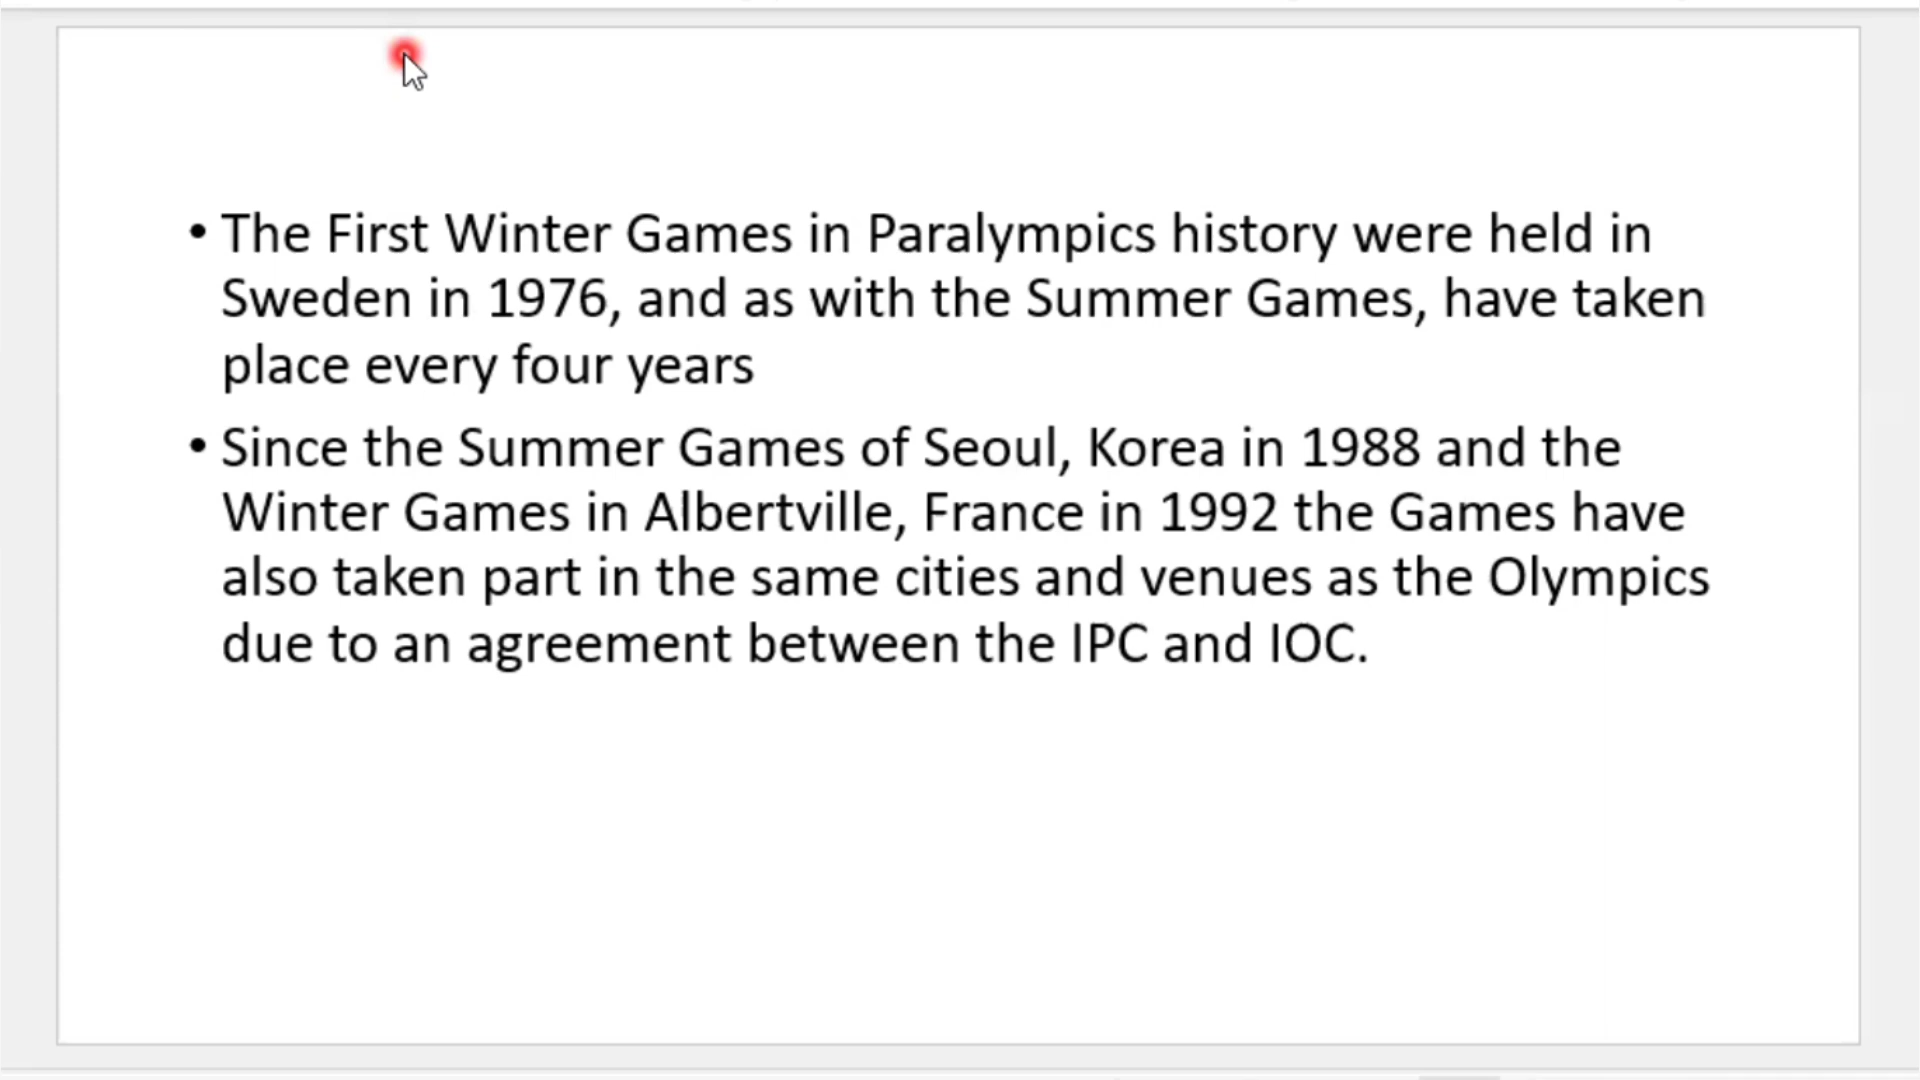 • The First Winter Games in Paralympics history were held in
Sweden in 1976, and as with the Summer Games, have taken
place every four years
• Since the Summer Games of Seoul, Korea in 1988 and the
Winter Games in Albertville, France in 1992 the Games have
also taken part in the same cities and venues as the Olympics
due to an agreement between the IPC and IOC.